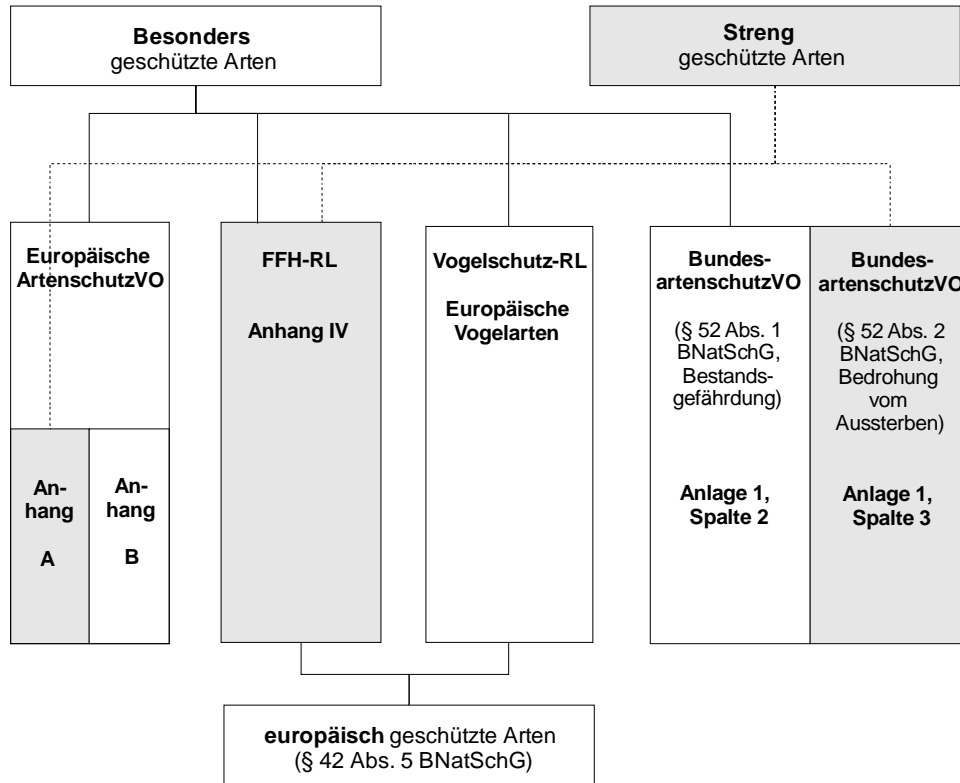 Besonders
geschützte Arten
Streng
geschützte Arten
Europäische
ArtenschutzVO
An-
hang
A
An-
hang
B
FFH-RL
Anhang IV
Vogelschutz-RL
Europäische
Vogelarten
Bundes-
artenschutzVO
(§ 52 Abs. 1
BNatSchG,
Bestands-
gefährdung)
Anlage 1,
Spalte 2
Bundes-
artenschutzVO
(§ 52 Abs. 2
BNatSchG,
Bedrohung
vom
Aussterben)
Anlage 1,
Spalte 3
europäisch geschützte Arten
(§ 42 Abs. 5 BNatSchG)